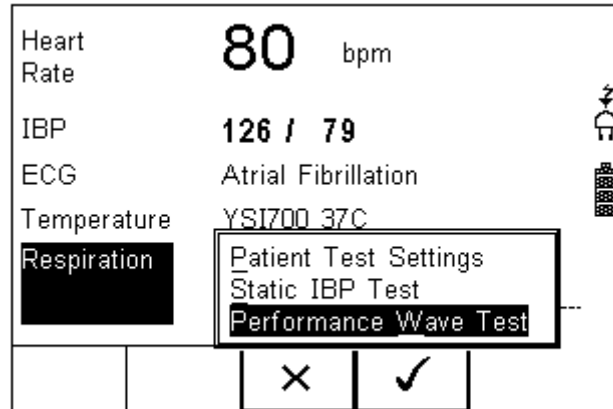 Heart
Rate
80 bpm
IBP
126 / 79
ECG
Atrial Fibrillation
Temperature
YSI700 37C
Respiration
Patient Test Settings
Static IBP Test
Performance Wave Test